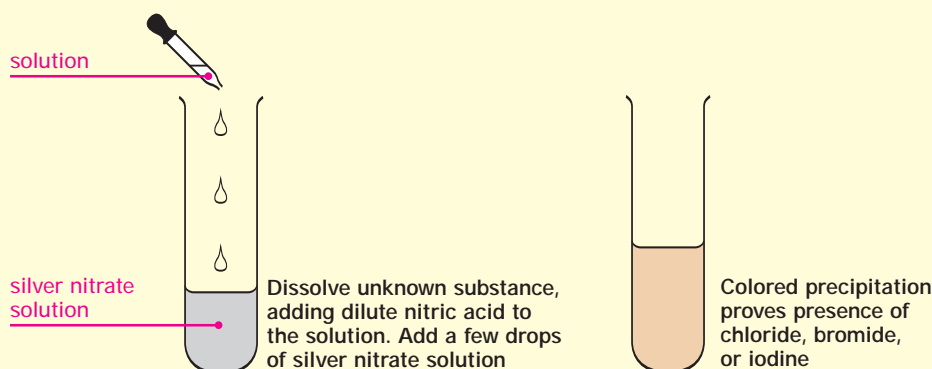 solution
silver nitrate
solution
Dissolve unknown substance,
adding dilute nitric acid to
the solution. Add a few drops
of silver nitrate solution
Colored precipitation
proves presence of
chloride, bromide,
or iodine